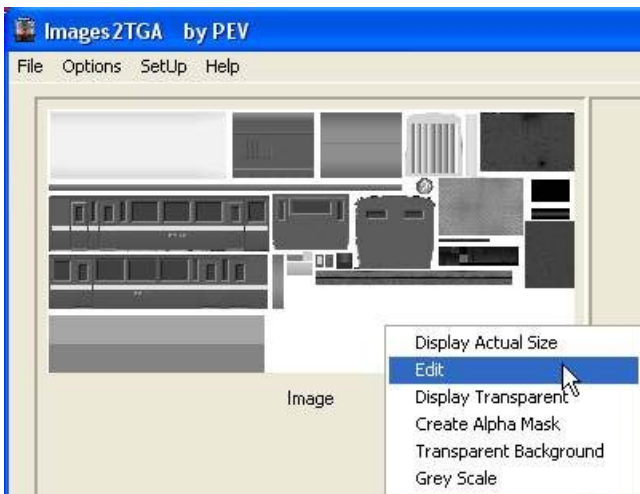 Images2TGA by PEV
File Options SetUp Help
Image
Display Actual Size
Edit
Display Transparent
Create Alpha Mask
Transparent Background
Grey Scale